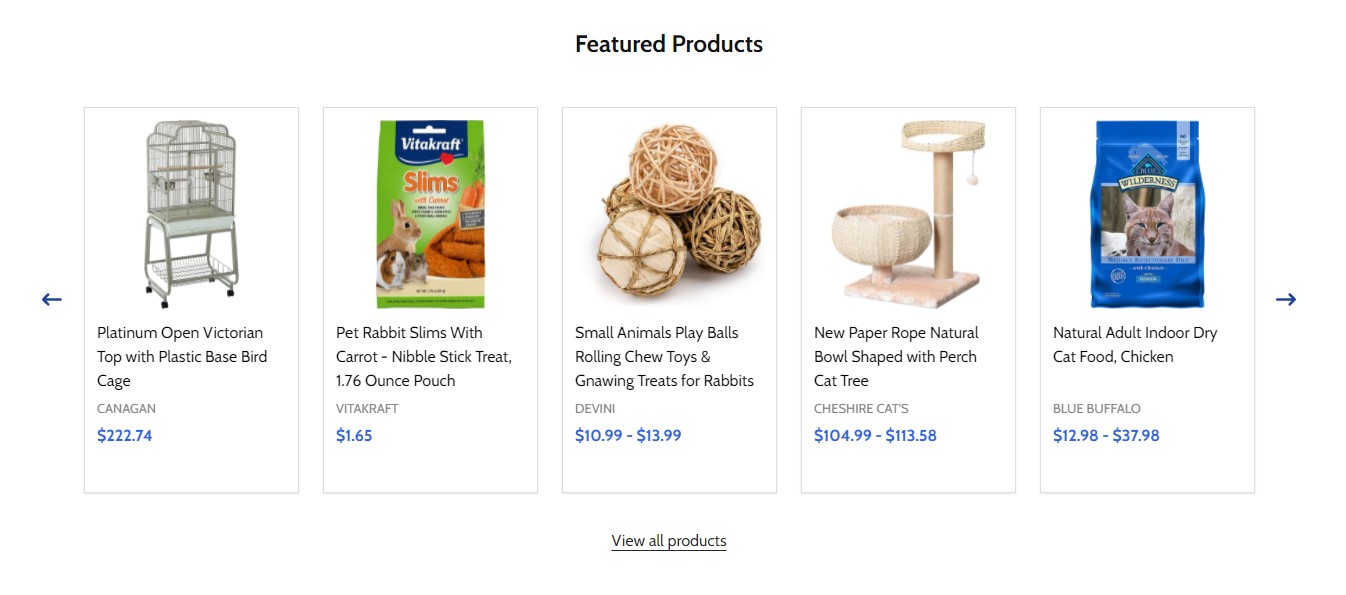 Featured Products
Vitakraft
Slims
with Carrot
BLUE
WILDERNESS
NATURE'S EVOLUTIONARY DIET
with Chicken
Platinum Open Victorian
Top with Plastic Base Bird
Cage
CANAGAN
$222.74
Pet Rabbit Slims With
Carrot - Nibble Stick Treat,
1.76 Ounce Pouch
VITAKRAFT
$1.65
Small Animals Play Balls
Rolling Chew Toys &
Gnawing Treats for Rabbits
DEVINI
$10.99 - $13.99
New Paper Rope Natural
Bowl Shaped with Perch
Cat Tree
CHESHIRE CAT'S
$104.99 - $113.58
Natural Adult Indoor Dry
Cat Food, Chicken
BLUE BUFFALO
$12.98 - $37.98
View all products